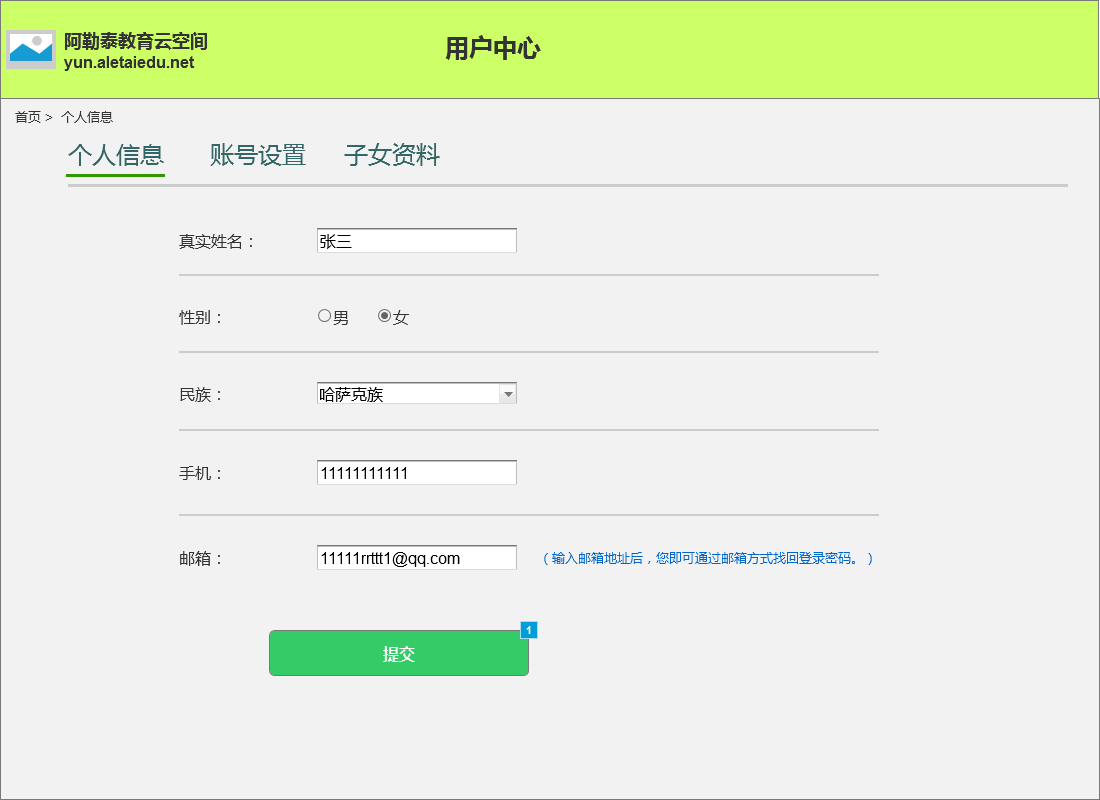 阿勒泰教育云空间
yun.aletaiedu.net
用户中心
首页 > 个人信息
个人信息 账号设置 子女资料
真实姓名： 张三
性别： 男 女
民族： 哈萨克族
手机： 11111111111
邮箱： 11111rrttt1@qq.com （输入邮箱地址后，您即可通过邮箱方式找回登录密码。）
1
提交